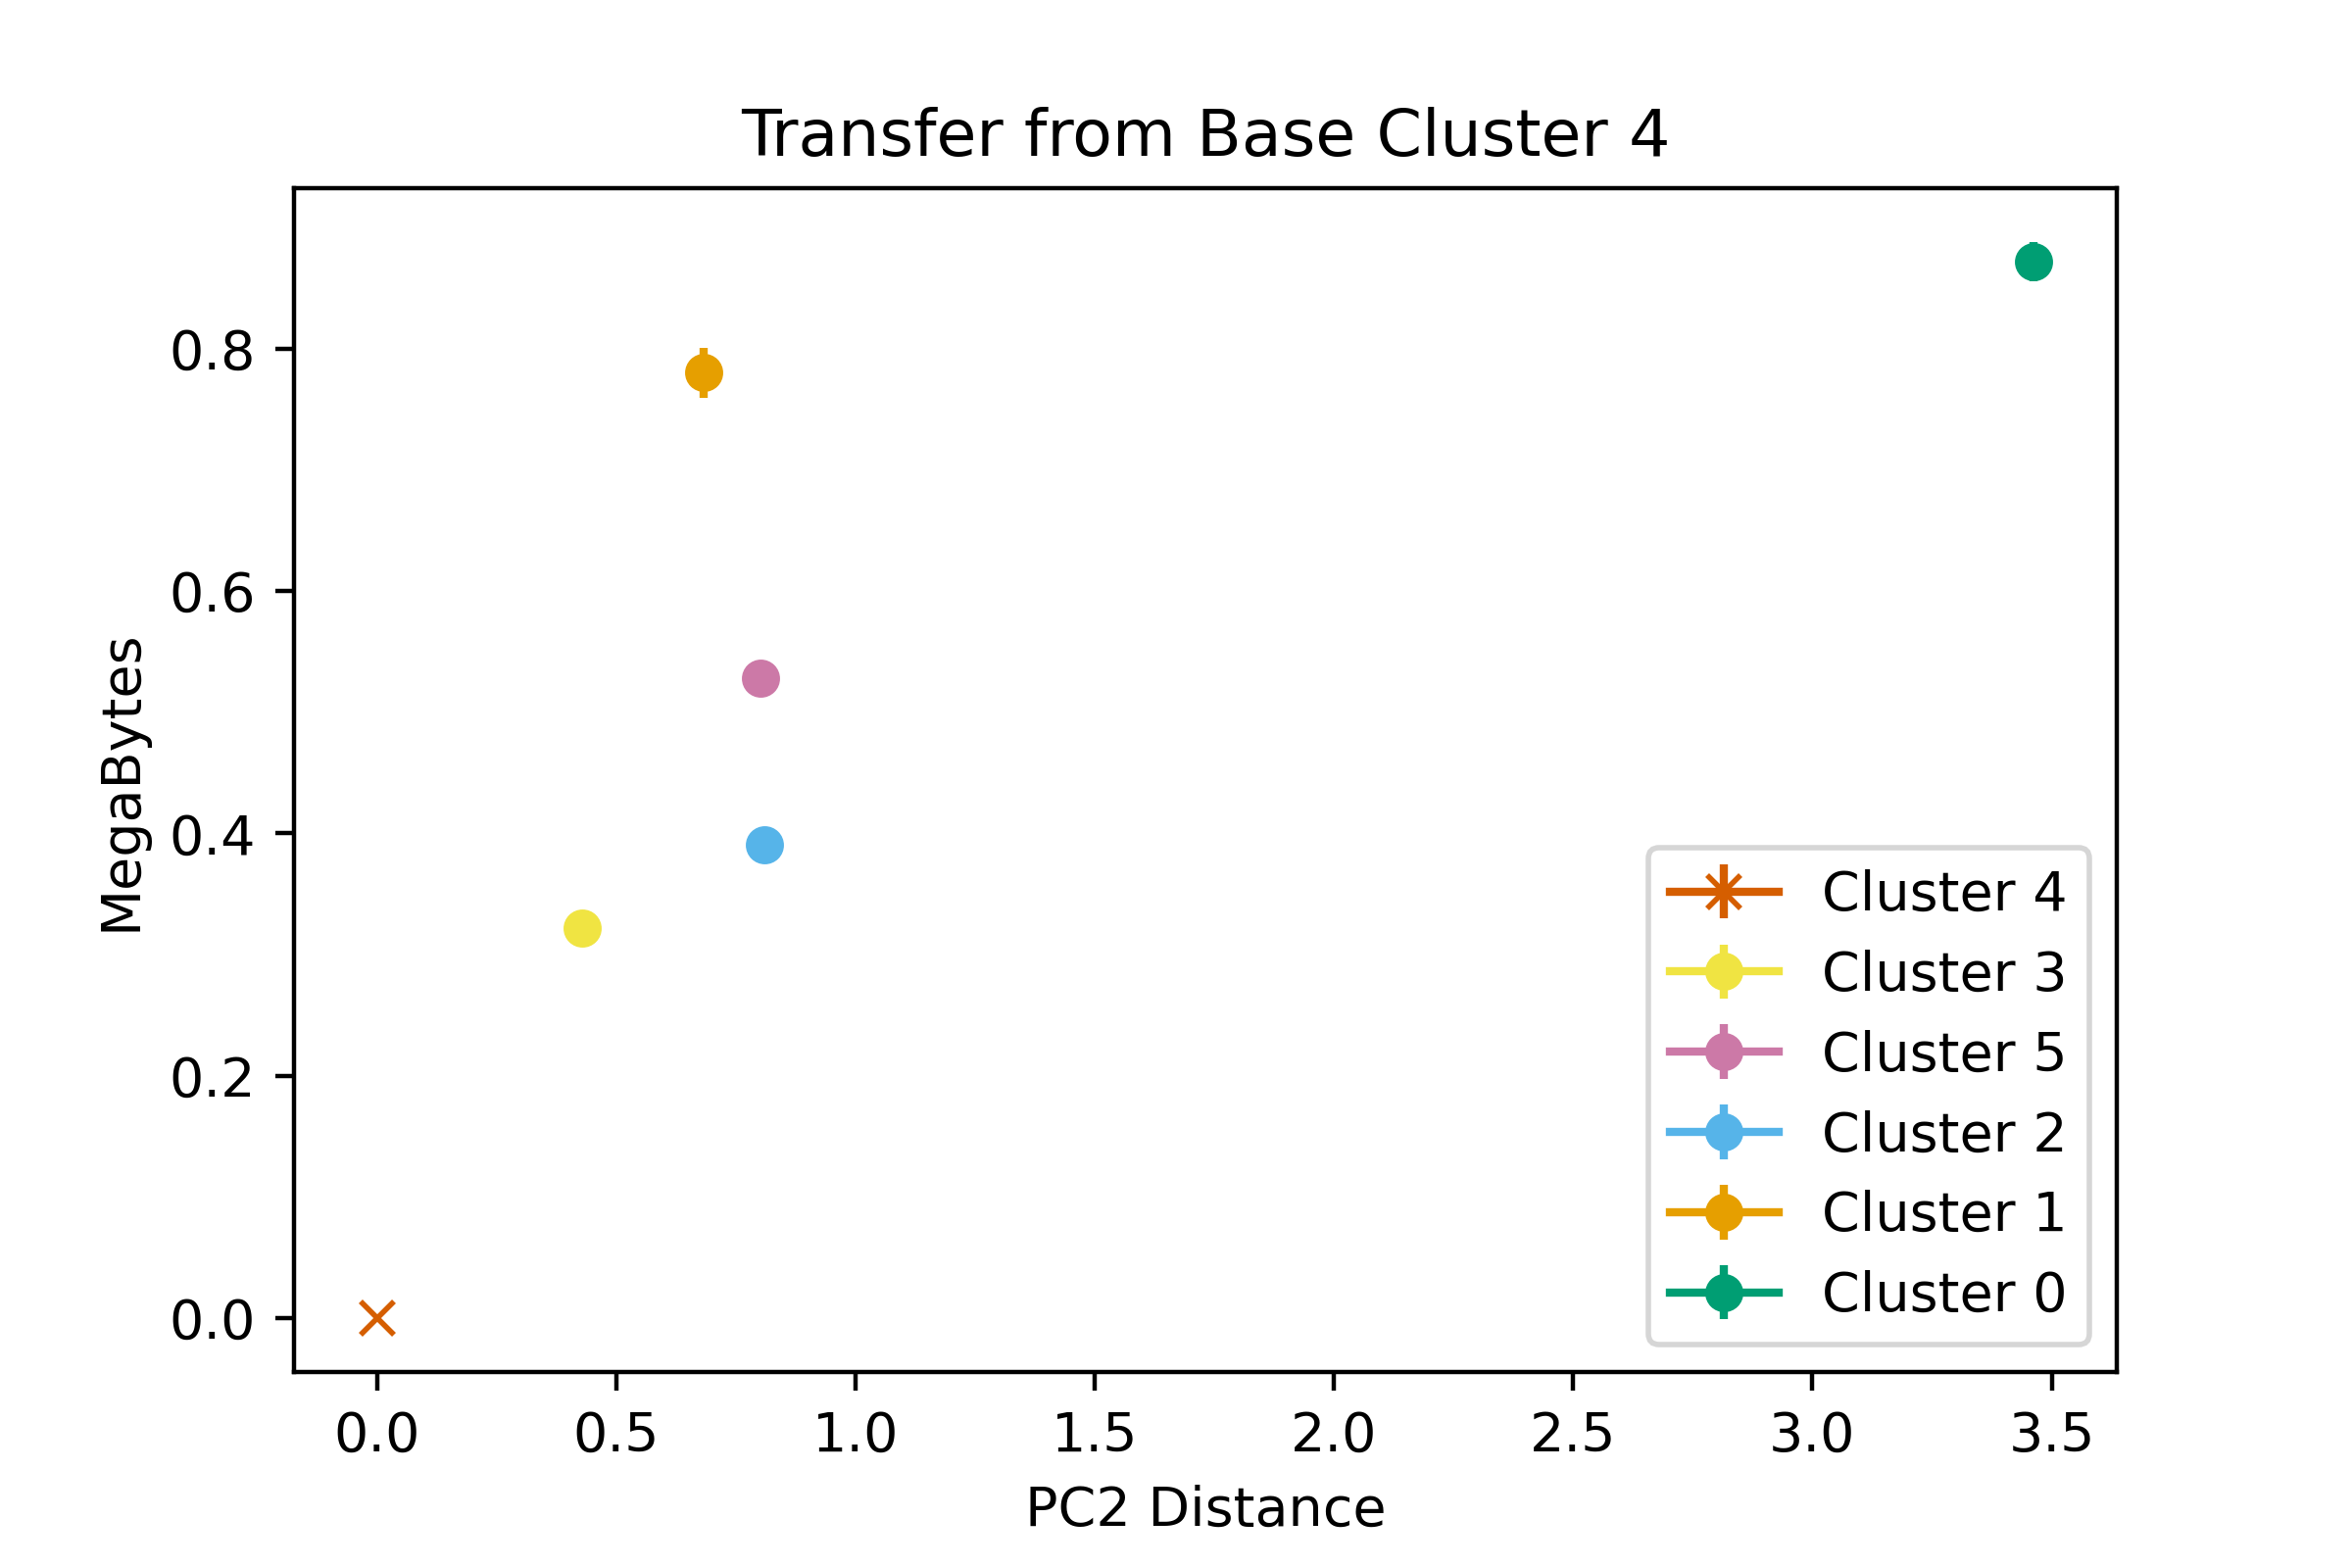 Transfer from Base Cluster 4
MegaBytes
0.8
0.6
0.4
0.2
0.0
Cluster 4
Cluster 3
Cluster 5
Cluster 2
Cluster 1
Cluster 0
0.0 0.5 1.0 1.5 2.0 2.5 3.0 3.5
PC2 Distance